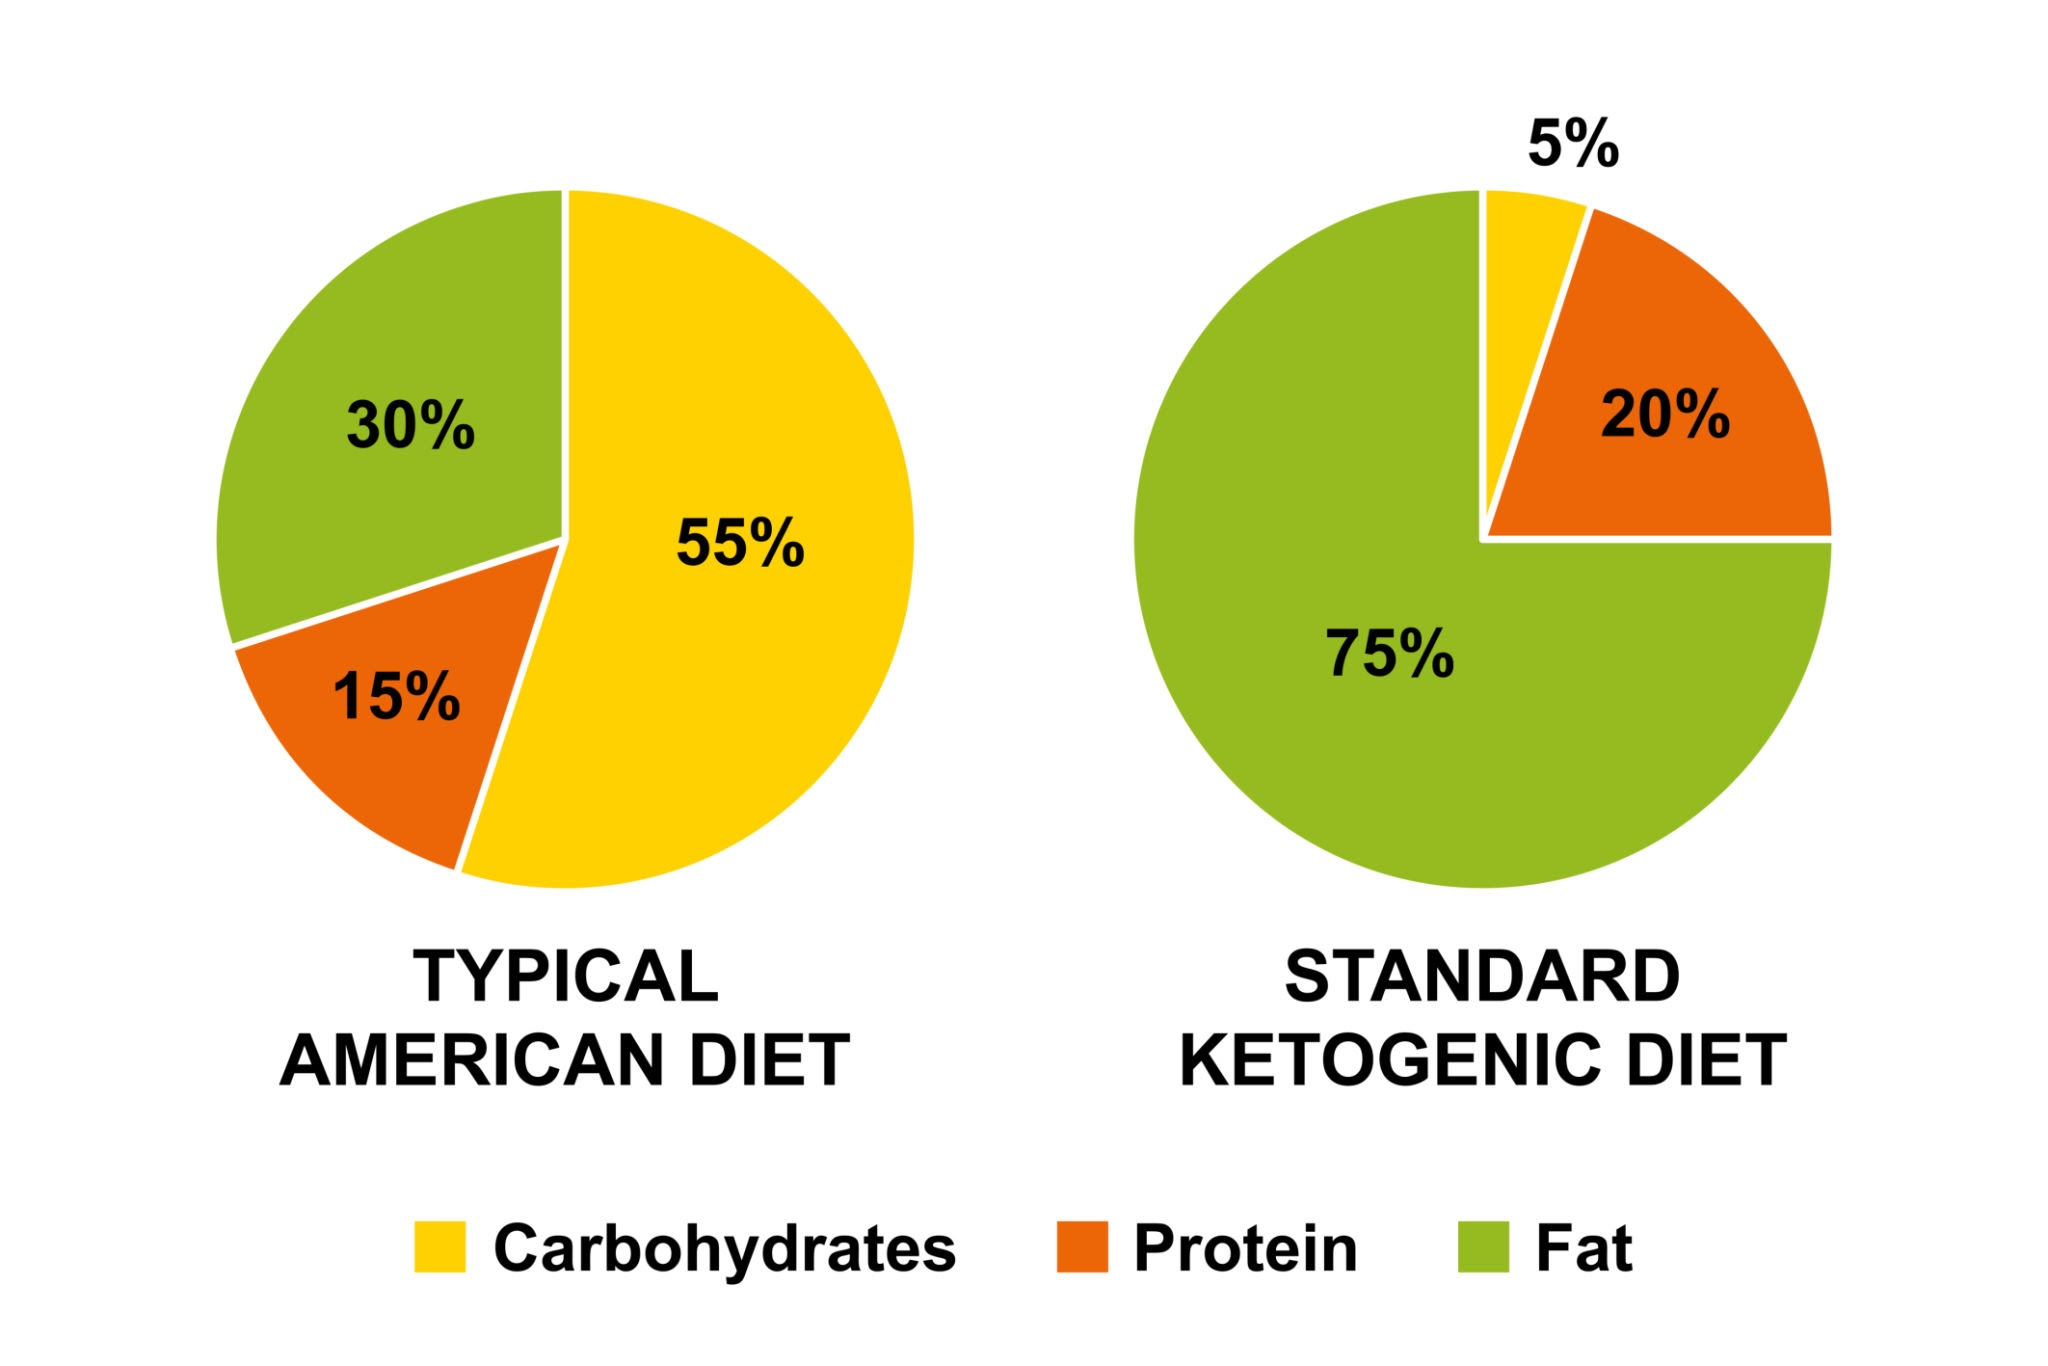 5%
30%
55%
20%
15%
75%
TYPICAL
AMERICAN DIET
STANDARD
KETOGENIC DIET
Carbohydrates
Protein
Fat